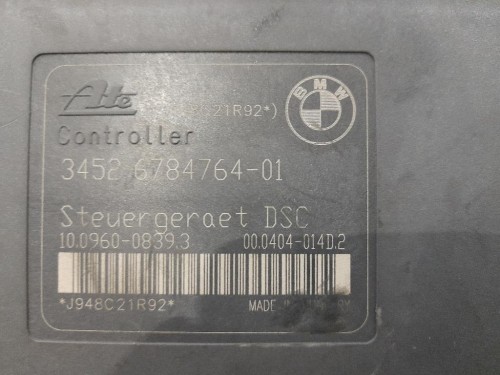 Ate 21R92*) BMW
Controller
3452 6784764-01
Steuergeraet DSC
10.0960-0839.3 00.0404-014D.2
*J948C21R92* MADE